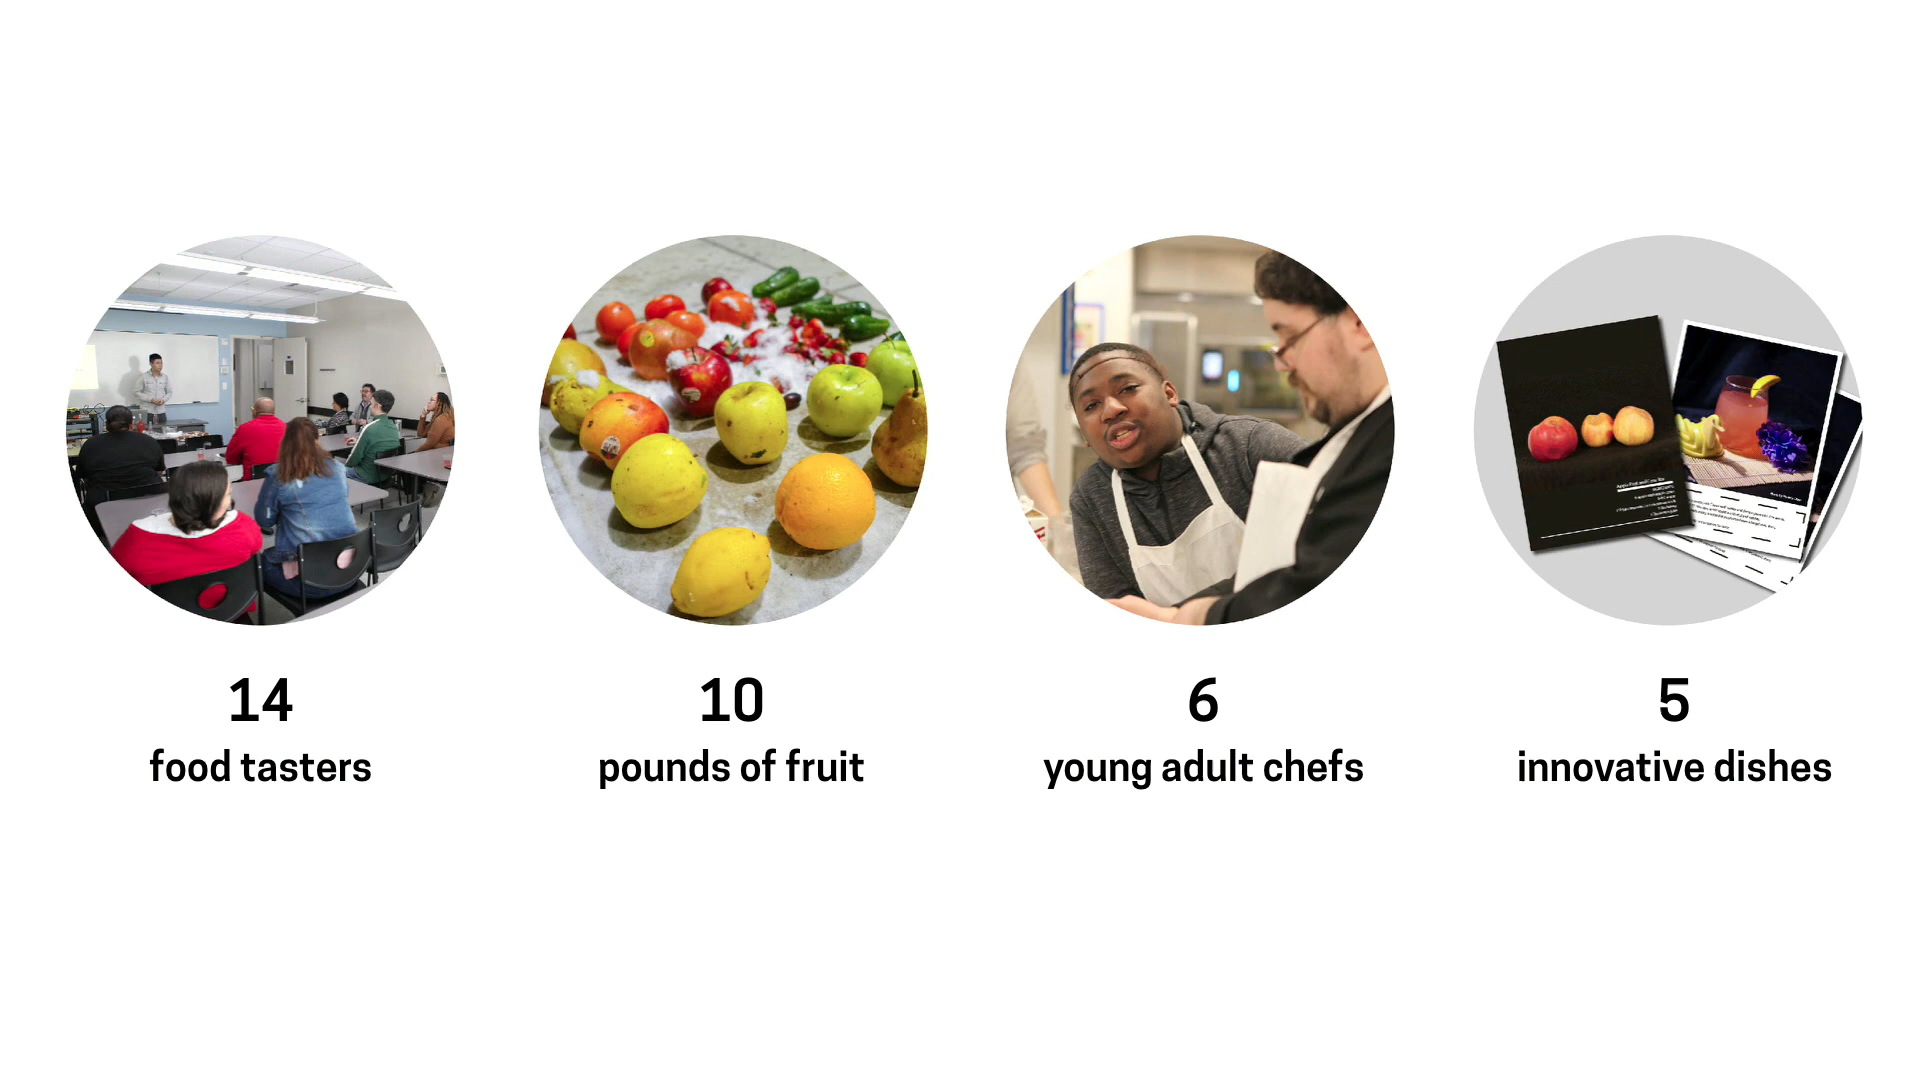 14
food tasters
10
pounds of fruit
6
young adult chefs
5
innovative dishes